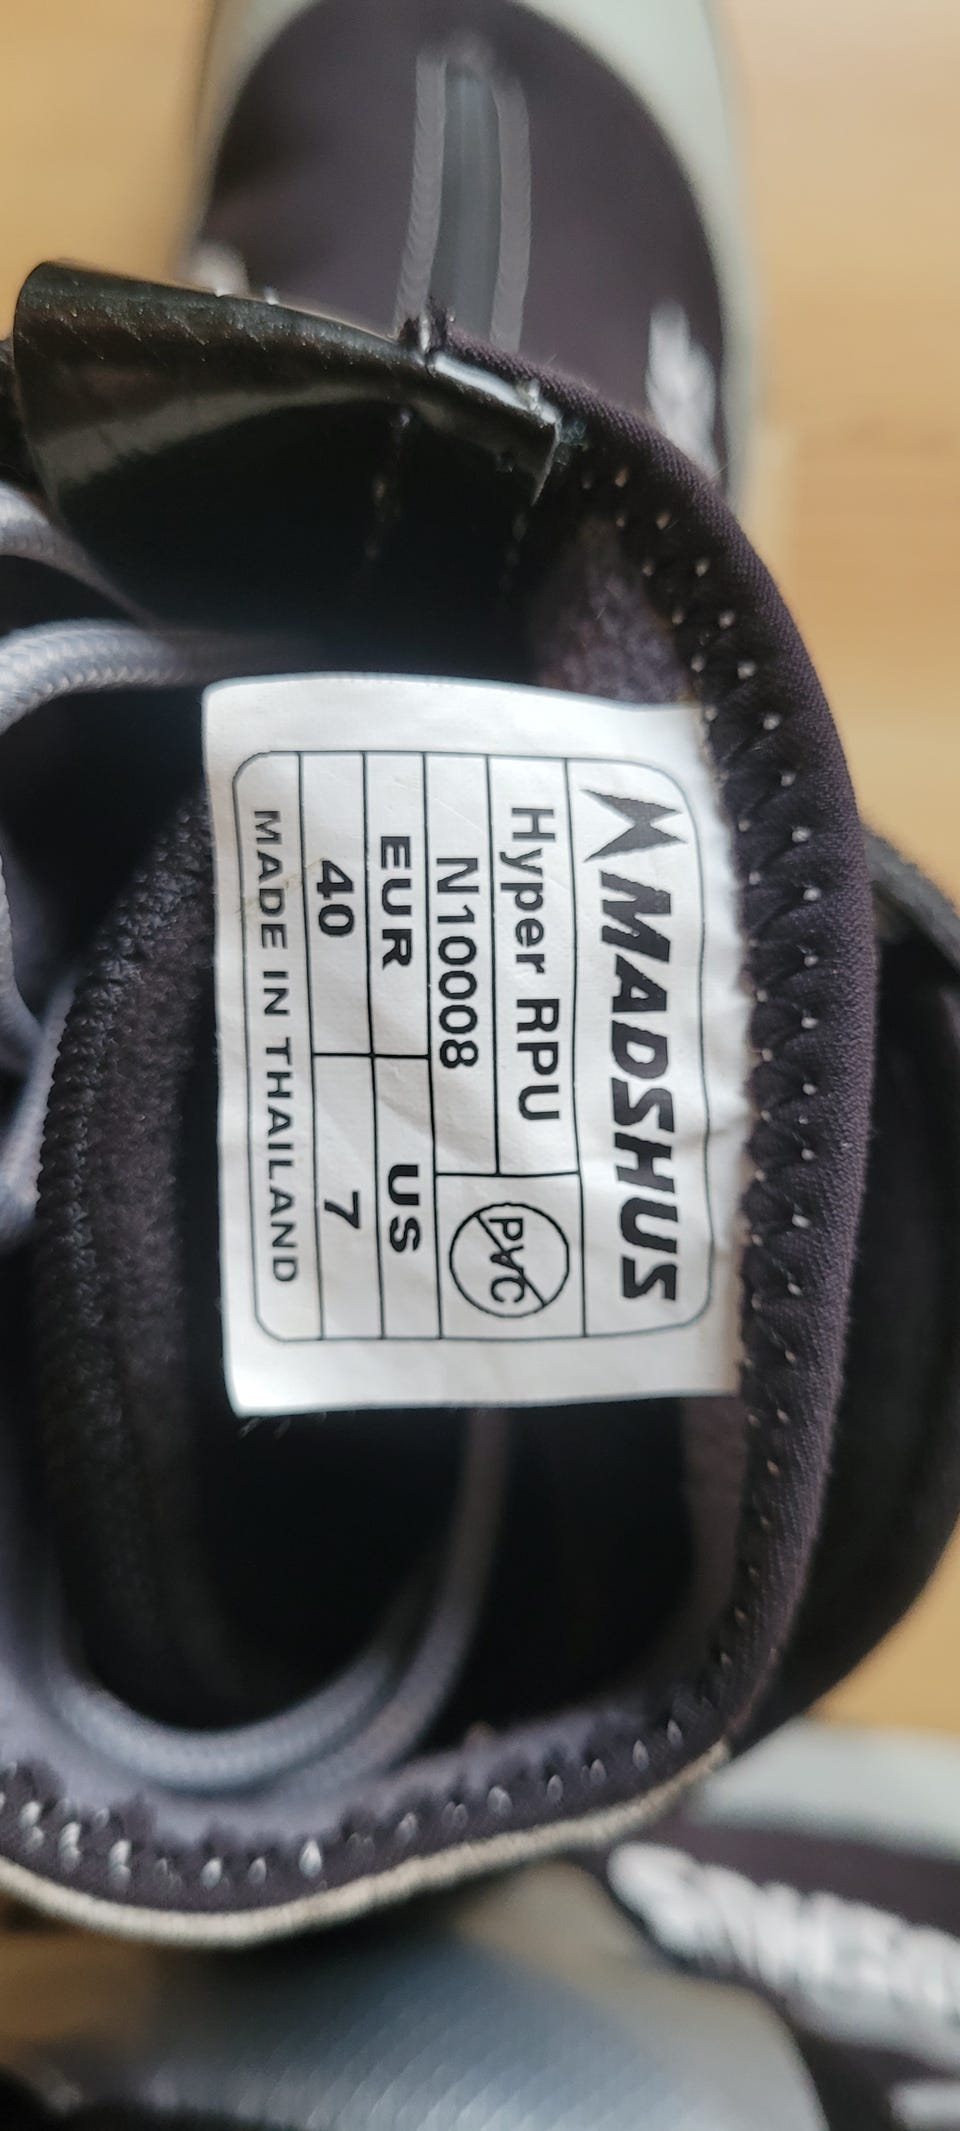 MADSHUS
Hyper RPU
N10008
PVC
EUR US
40 7
MADE IN THAILAND